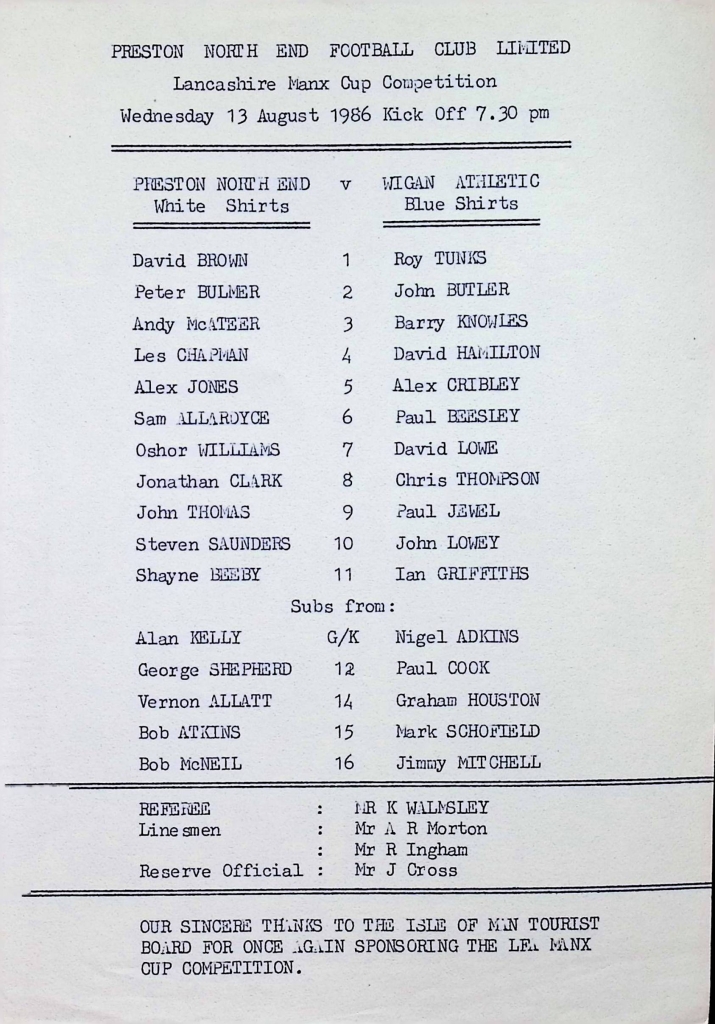 PRESTON NORTH END FOOTBALL CLUB LIMITED
Lancashire Manx Cup Competition
Wednesday 13 August 1986 Kick Off 7.30 pm
PRESTON NORTH END v WIGAN ATHLETIC
White Shirts Blue Shirts
David BROWN 1 Roy TUNKS
Peter BULMER 2 John BUTLER
Andy McATEER 3 Barry KNOWLES
Les CHAPMAN 4 David HAMILTON
Alex JONES 5 Alex CRIBLEY
Sam ALLARDYCE 6 Paul BEESLEY
Oshor WILLIAMS 7 David LOWE
Jonathan CLARK 8 Chris THOMPSON
John THOMAS 9 Paul JEWEL
Steven SAUNDERS 10 John LOWEY
Shayne BEEBY 11 Ian GRIFFITHS
Subs from:
Alan KELLY G/K Nigel ADKINS
George SHEPHERD 12 Paul COOK
Vernon ALLATT 14 Graham HOUSTON
Bob ATKINS 15 Mark SCHOFIELD
Bob McNEIL 16 Jimmy MITCHELL
REFEREE : MR K WALMSLEY
Linesmen : Mr A R Morton
: Mr R Ingham
Reserve Official : Mr J Cross
OUR SINCERE THANKS TO THE ISLE OF MAN TOURIST
BOARD FOR ONCE AGAIN SPONSORING THE LFA MANX
CUP COMPETITION.